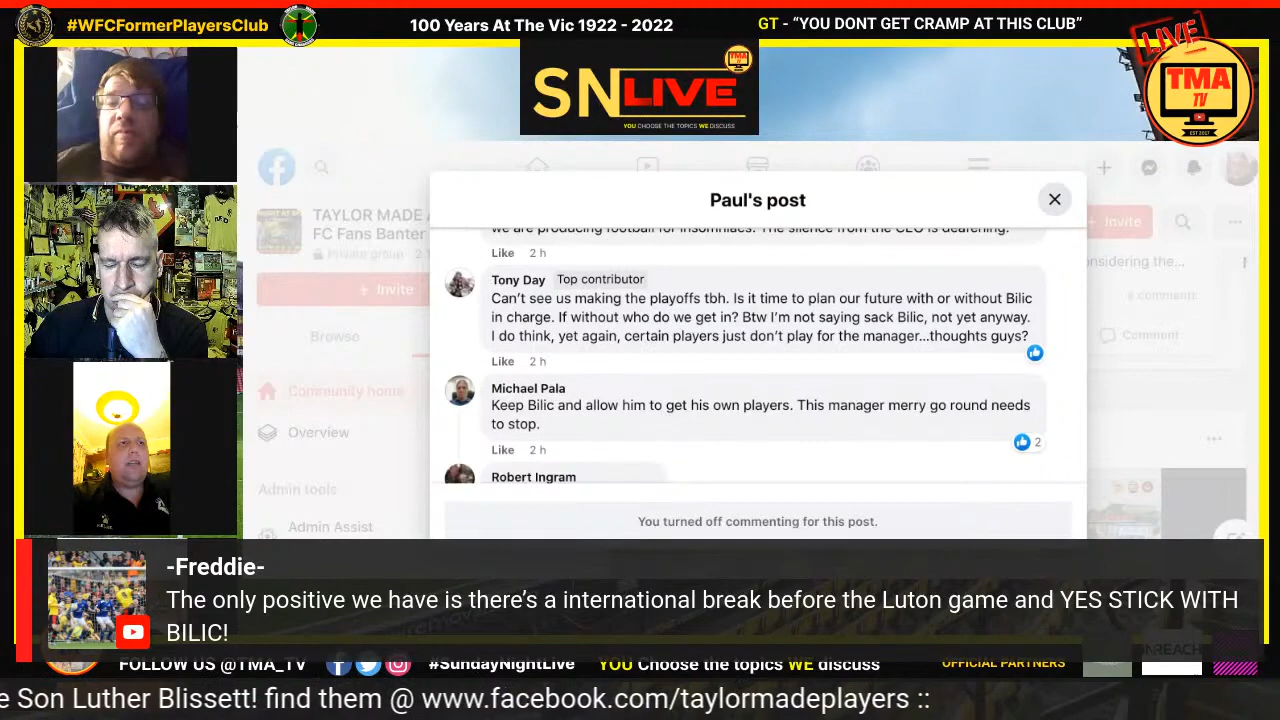 #WFCFormerPlayersClub
100 Years At The Vic 1922 - 2022
GT - “YOU DONT GET CRAMP AT THIS CLUB”
LIVE
TMA
TV
EST 2017
TMA
TV
SNLIVE
YOU CHOOSE THE TOPICS WE DISCUSS
TAYLOR MADE A
FC Fans Banter
Private group
+ Invite
Browse
Community home
Overview
Admin tools
Admin Assist
+ Invite
onsidering the...
comments
Comment
Paul's post
we are producing football for insomniacs. The silence from the CEO is deafening.
Like 2 h
Tony Day Top contributor
Can’t see us making the playoffs tbh. Is it time to plan our future with or without Bilic
in charge. If without who do we get in? Btw I’m not saying sack Bilic, not yet anyway.
I do think, yet again, certain players just don’t play for the manager...thoughts guys?
Like 2 h
Michael Pala
Keep Bilic and allow him to get his own players. This manager merry go round needs
to stop.
Like 2 h
2
Robert Ingram
You turned off commenting for this post.
-Freddie-
The only positive we have is there’s a international break before the Luton game and YES STICK WITH
BILIC!
FOLLOW US @TMA_TV
#SundayNightLive
YOU Choose the topics WE discuss
OFFICIAL PARTNERS
e Son Luther Blissett! find them @ www.facebook.com/taylormadeplayers ::